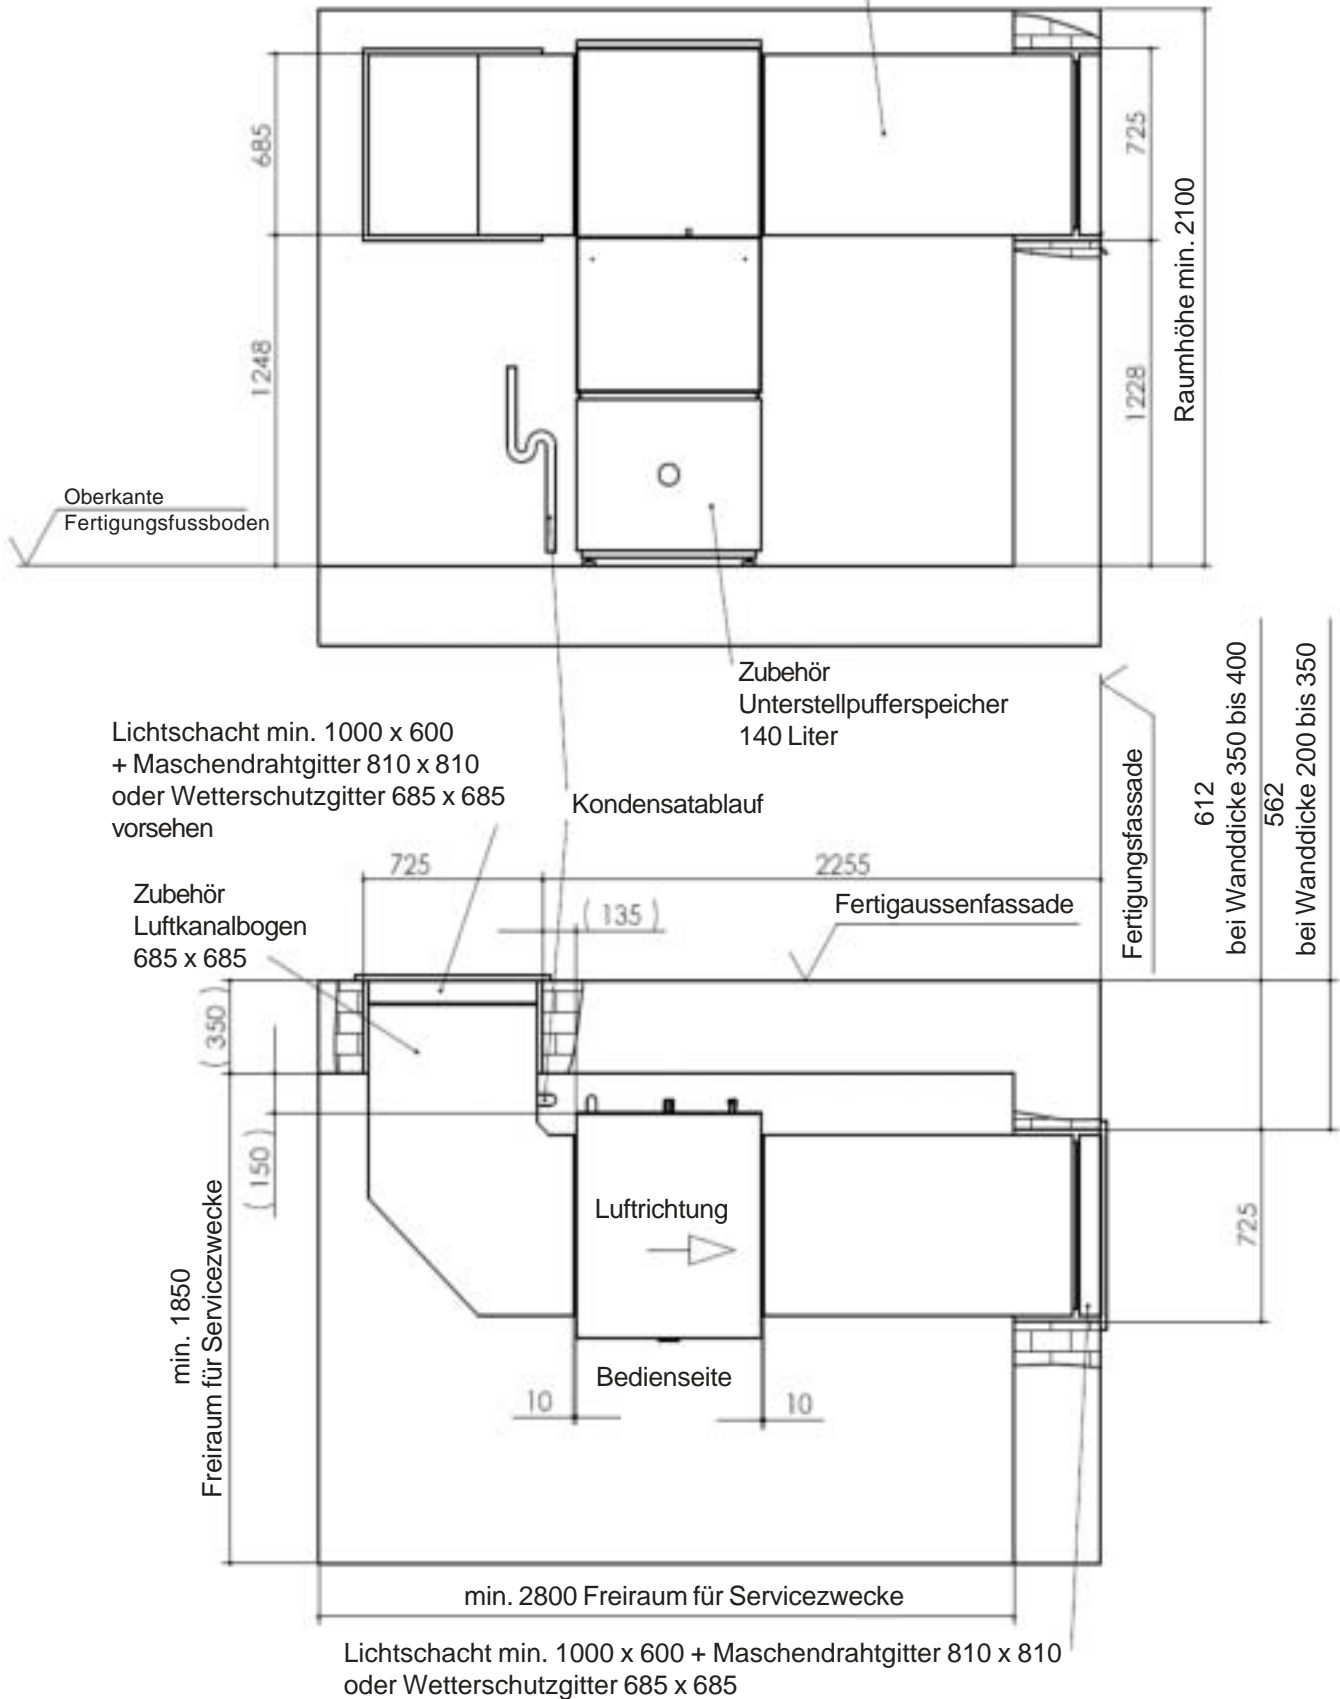 685
725
Raumhöhe min. 2100
1248
1228
Oberkante
Fertigungsfussboden
Zubehör
Unterstellpufferspeicher
140 Liter
Lichtschacht min. 1000 x 600
+ Maschendrahtgitter 810 x 810
oder Wetterschutzgitter 685 x 685
vorsehen
Kondensatablauf
Fertigungsfassade
612
bei Wanddicke 350 bis 400
562
bei Wanddicke 200 bis 350
725
2255
Zubehör
Luftkanalbogen
685 x 685
( 135 )
Fertigaussenfassade
( 350 )
( 150 )
Luftrichtung
725
min. 1850
Freiraum für Servicezwecke
Bedienseite
10
10
min. 2800 Freiraum für Servicezwecke
Lichtschacht min. 1000 x 600 + Maschendrahtgitter 810 x 810
oder Wetterschutzgitter 685 x 685